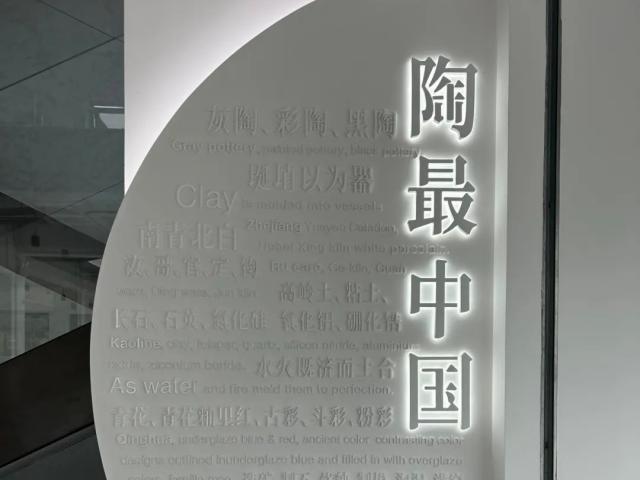 陶最中国
灰陶、彩陶、黑陶
Gray pottery, colored pottery, black pottery
埏埴以为器
Clay is molded into vessels
Zhejiang Yueyao Celadon,
南青北白
Hebei Xing kiln white porcelain,
汝、哥、官、定、钧
Ru ware, Ge kiln, Guan
ware, Ding ware, Jun kiln
高岭土、黏土、
长石、石英、氮化硅 氧化铝、硼化锆
Kaoline, clay, felspar, quartz, silicon nitride, aluminium
oxide, zirconium boride. 水火既济而土合
As water and fire meld them to perfection.
青花、青花釉里红、古彩、斗彩、粉彩
Qinghua, underglaze blue & red, ancient color contrasting color
designs outlined inunderglaze blue and filled in with overglaze